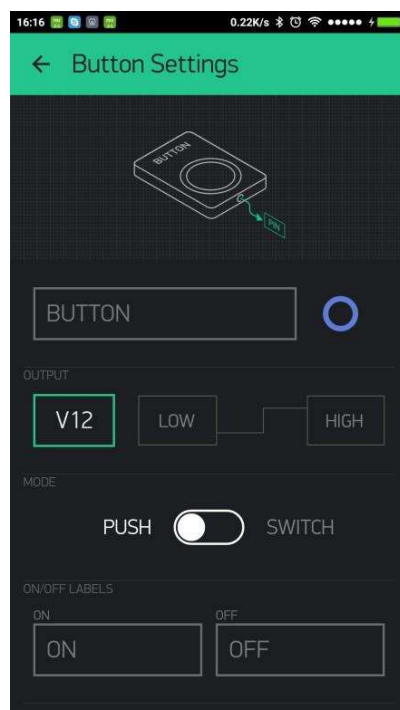 16:16 0.22K/s
Button Settings
BUTTON
PIN
BUTTON
OUTPUT
V12 LOW HIGH
MODE
PUSH SWITCH
ON/OFF LABELS
ON OFF
ON OFF